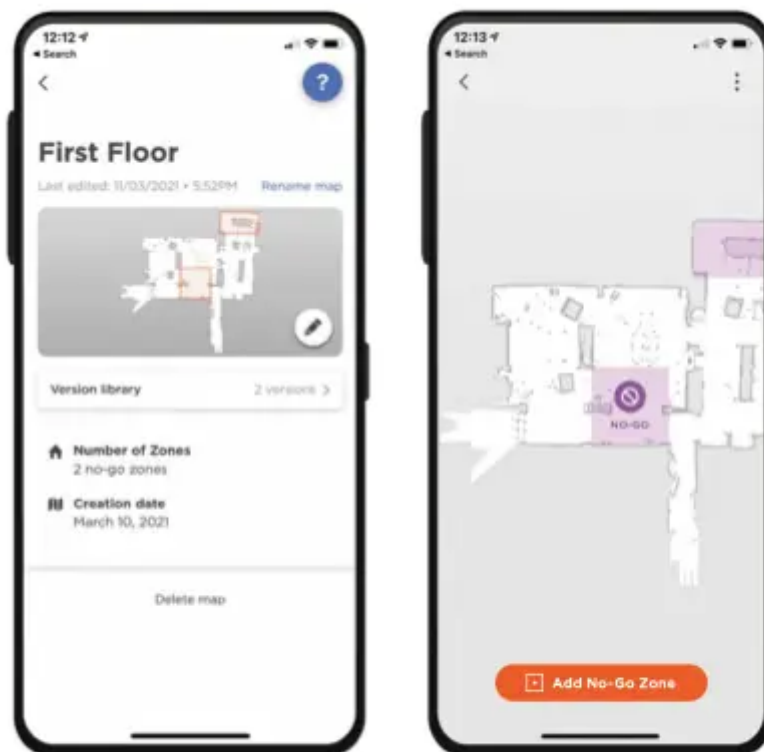 12:12
◀ Search
?
First Floor
Last edited: 11/03/2021 • 5:52PM
Rename map
Version library
2 versions >
Number of Zones
2 no-go zones
Creation date
March 10, 2021
Delete map
12:13
◀ Search
NO-GO
Add No-Go Zone